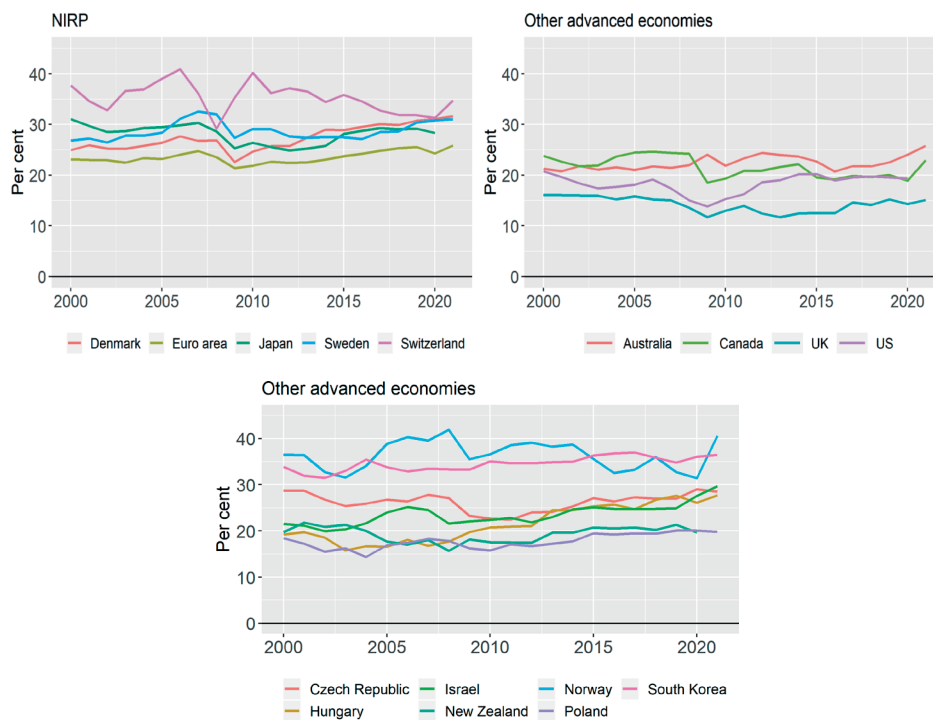 NIRP
Per cent
40
30
20
10
0
2000 2005 2010 2015 2020
Denmark Euro area Japan Sweden Switzerland
Other advanced economies
Per cent
40
30
20
10
0
2000 2005 2010 2015 2020
Australia Canada UK US
Other advanced economies
Per cent
40
30
20
10
0
2000 2005 2010 2015 2020
Czech Republic Israel Norway South Korea
Hungary New Zealand Poland